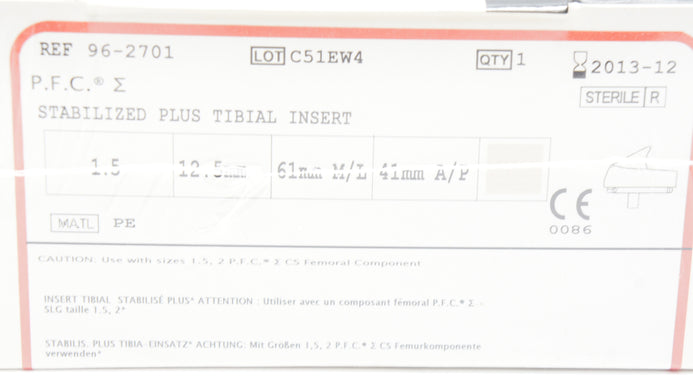 REF 96-2701 LOT C51EW4 QTY 1 2013-12
P.F.C.® Σ STERILE R
STABILIZED PLUS TIBIAL INSERT
1.5 12.5mm 61mm M/L 41mm A/P
CE
MATL PE 0086
CAUTION: Use with sizes 1.5, 2 P.F.C.* Σ CS Femoral Component
INSERT TIBIAL STABILISÉ PLUS* ATTENTION : Utiliser avec un composant fémoral P.F.C.* Σ -
SLG taille 1.5, 2*
STABILIS. PLUS TIBIA-EINSATZ* ACHTUNG: Mit Größen 1,5, 2 P.F.C.* Σ CS Femurkomponente
verwenden*